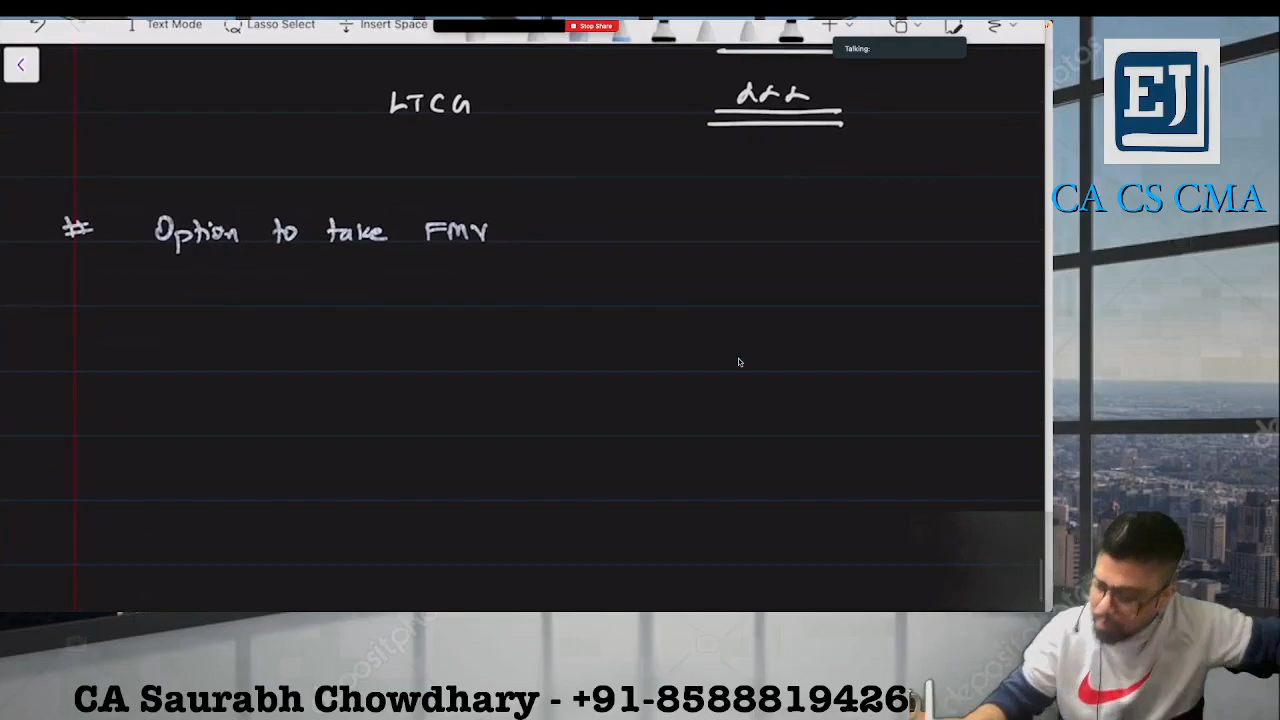 Text Mode Lasso Select Insert Space
Stop Share
Talking:
LTCG
# Option to take FMV
EJ
CA CS CMA
CA Saurabh Chowdhary - +91-8588819426